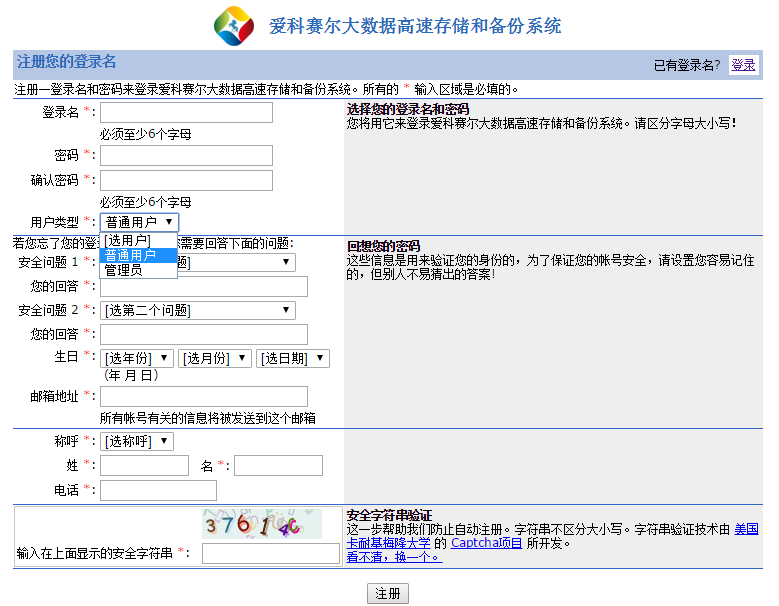 爱科赛尔大数据高速存储和备份系统
注册您的登录名
已有登录名? 登录
注册一登录名和密码来登录爱科赛尔大数据高速存储和备份系统。所有的 * 输入区域是必填的。
登录名 *:
必须至少6个字母
密码 *:
确认密码 *:
必须至少6个字母
用户类型 *: 普通用户
[选用户]
普通用户
管理员
选择您的登录名和密码
您将用它来登录爱科赛尔大数据高速存储和备份系统。请区分字母大小写!
若您忘了您的登
需要回答下面的问题:
安全问题 1 *: 题]
您的回答 *:
安全问题 2 *: [选第二个问题]
您的回答 *:
生日 *: [选年份] [选月份] [选日期]
(年 月 日)
邮箱地址 *:
所有帐号有关的信息将被发送到这个邮箱
回想您的密码
这些信息是用来验证您的身份的,为了保证您的帐号安全,请设置您容易记住
的,但别人不易猜出的答案!
称呼 *: [选称呼]
姓 *: 名 *:
电话 *:
输入在上面显示的安全字符串 *:
安全字符串验证
这一步帮助我们防止自动注册。字符串不区分大小写。字符串验证技术由 美国
卡耐基梅隆大学 的 Captcha项目 所开发。
看不清,换一个。
注册